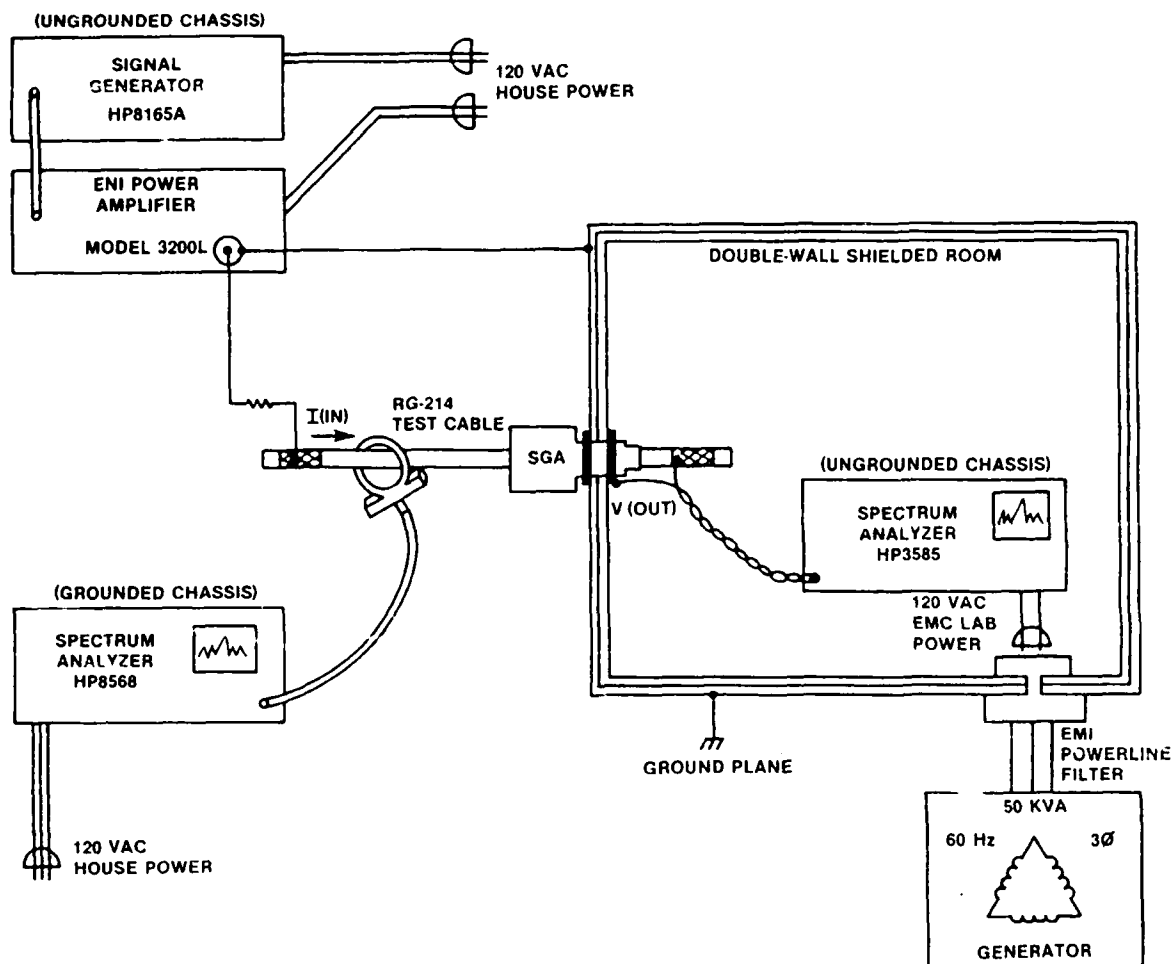 (UNGROUNDED CHASSIS)
SIGNAL
GENERATOR
HP8165A
120 VAC
HOUSE POWER
ENI POWER
AMPLIFIER
MODEL 3200L
DOUBLE-WALL SHIELDED ROOM
I(IN)
RG-214
TEST CABLE
SGA
V (OUT)
(UNGROUNDED CHASSIS)
SPECTRUM
ANALYZER
HP3585
120 VAC
EMC LAB
POWER
(GROUNDED CHASSIS)
SPECTRUM
ANALYZER
HP8568
GROUND PLANE
EMI
POWERLINE
FILTER
120 VAC
HOUSE POWER
50 KVA
60 Hz 3Ø
GENERATOR